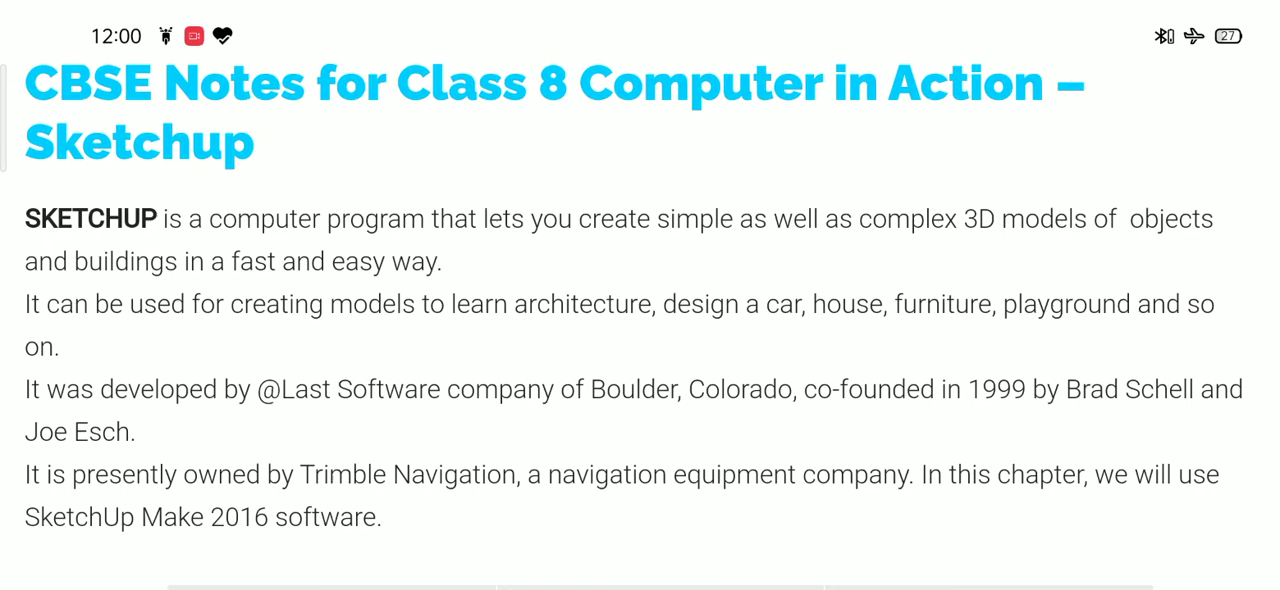 12:00
27
CBSE Notes for Class 8 Computer in Action –
Sketchup
SKETCHUP is a computer program that lets you create simple as well as complex 3D models of objects
and buildings in a fast and easy way.
It can be used for creating models to learn architecture, design a car, house, furniture, playground and so
on.
It was developed by @Last Software company of Boulder, Colorado, co-founded in 1999 by Brad Schell and
Joe Esch.
It is presently owned by Trimble Navigation, a navigation equipment company. In this chapter, we will use
SketchUp Make 2016 software.